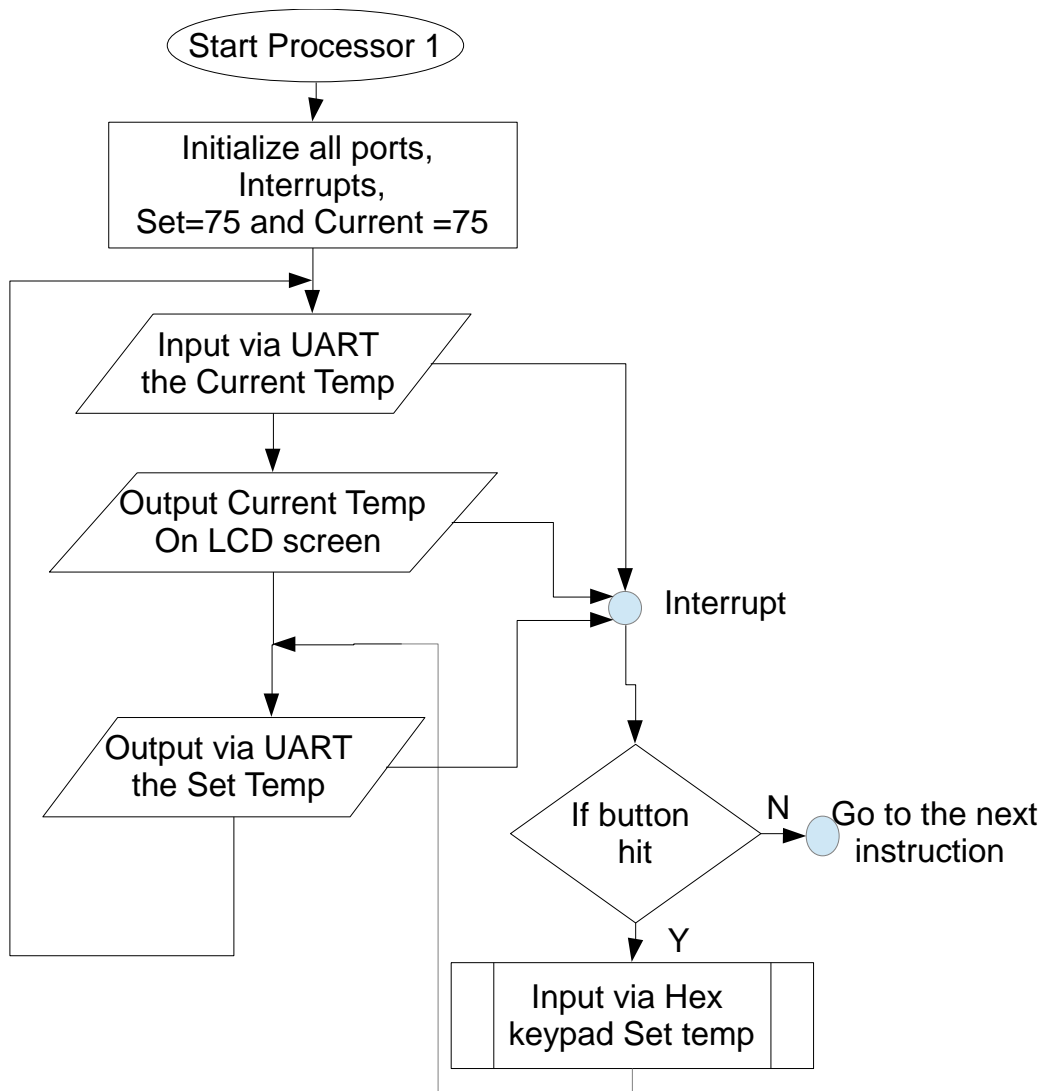 Start Processor 1
Initialize all ports,
Interrupts,
Set=75 and Current =75
Input via UART
the Current Temp
Output Current Temp
On LCD screen
Interrupt
Output via UART
the Set Temp
If button
hit
N
Go to the next
instruction
Y
Input via Hex
keypad Set temp